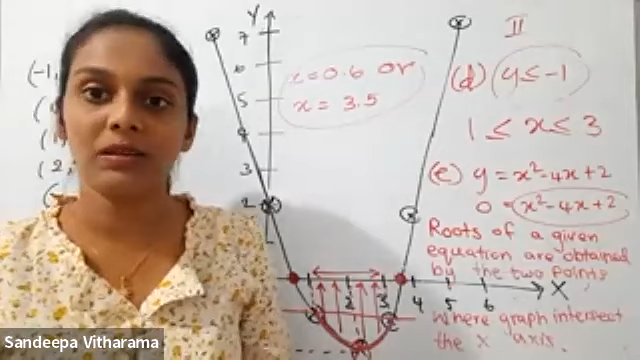 Y
7
6
5
4
3
2
x=0.6 or
x = 3.5
II
(d) y≤-1
1 ≤ x ≤ 3
(e) y = x²-4x+2
0 = x²-4x+2
Roots of a given
equation are obtained
by the two points
where graph intersect
the x axis.
1 2 3 4 5 6 X
(-1,
(
(
(2,
(
Sandeepa Vitharama